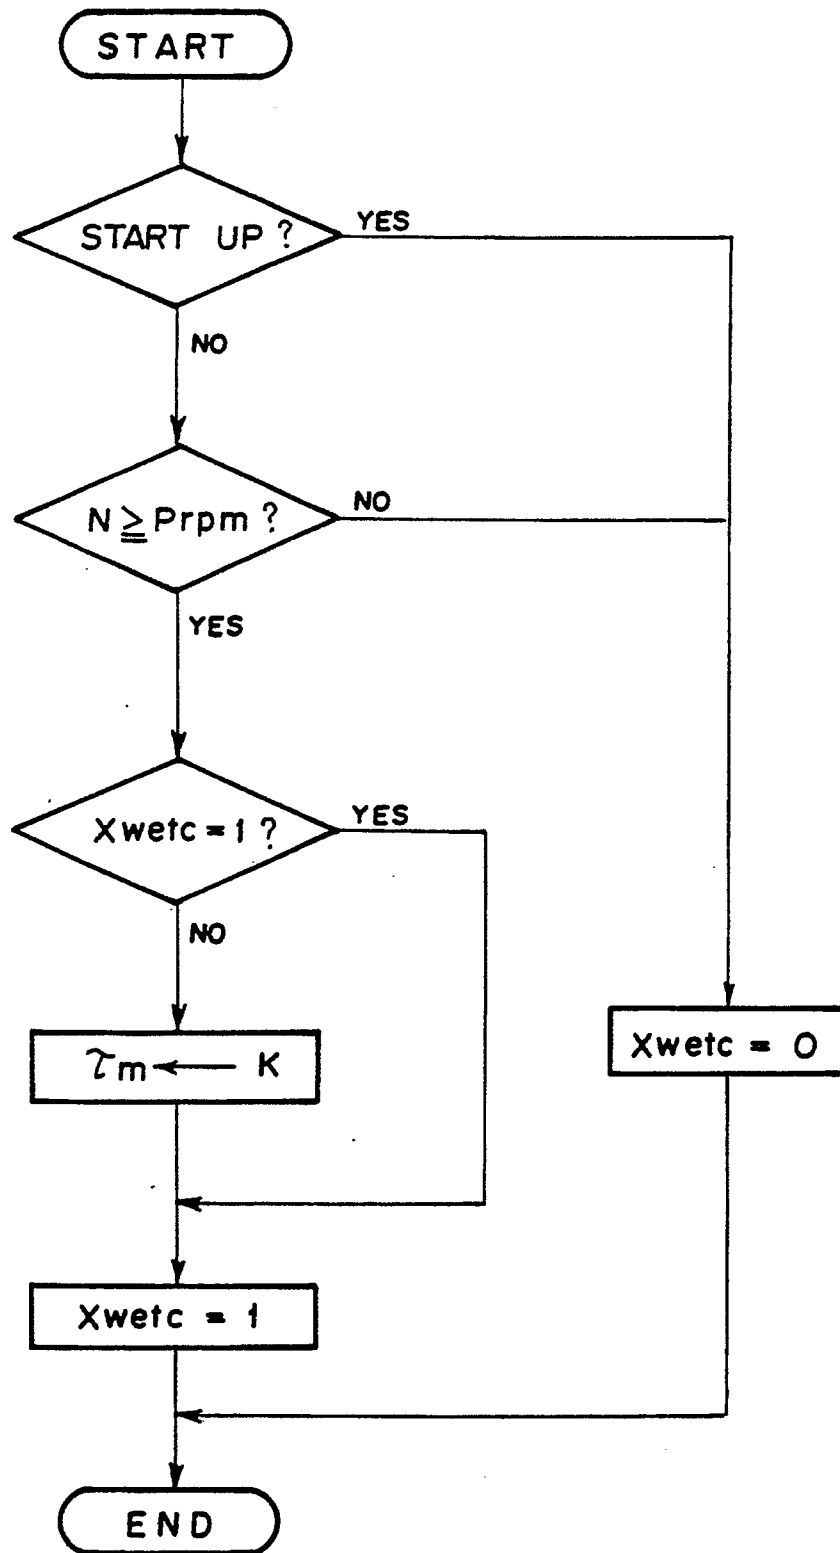 START
START UP?
YES
NO
N ≧ Prpm?
NO
YES
Xwetc = 1?
YES
NO
τm ← K
Xwetc = 0
Xwetc = 1
END